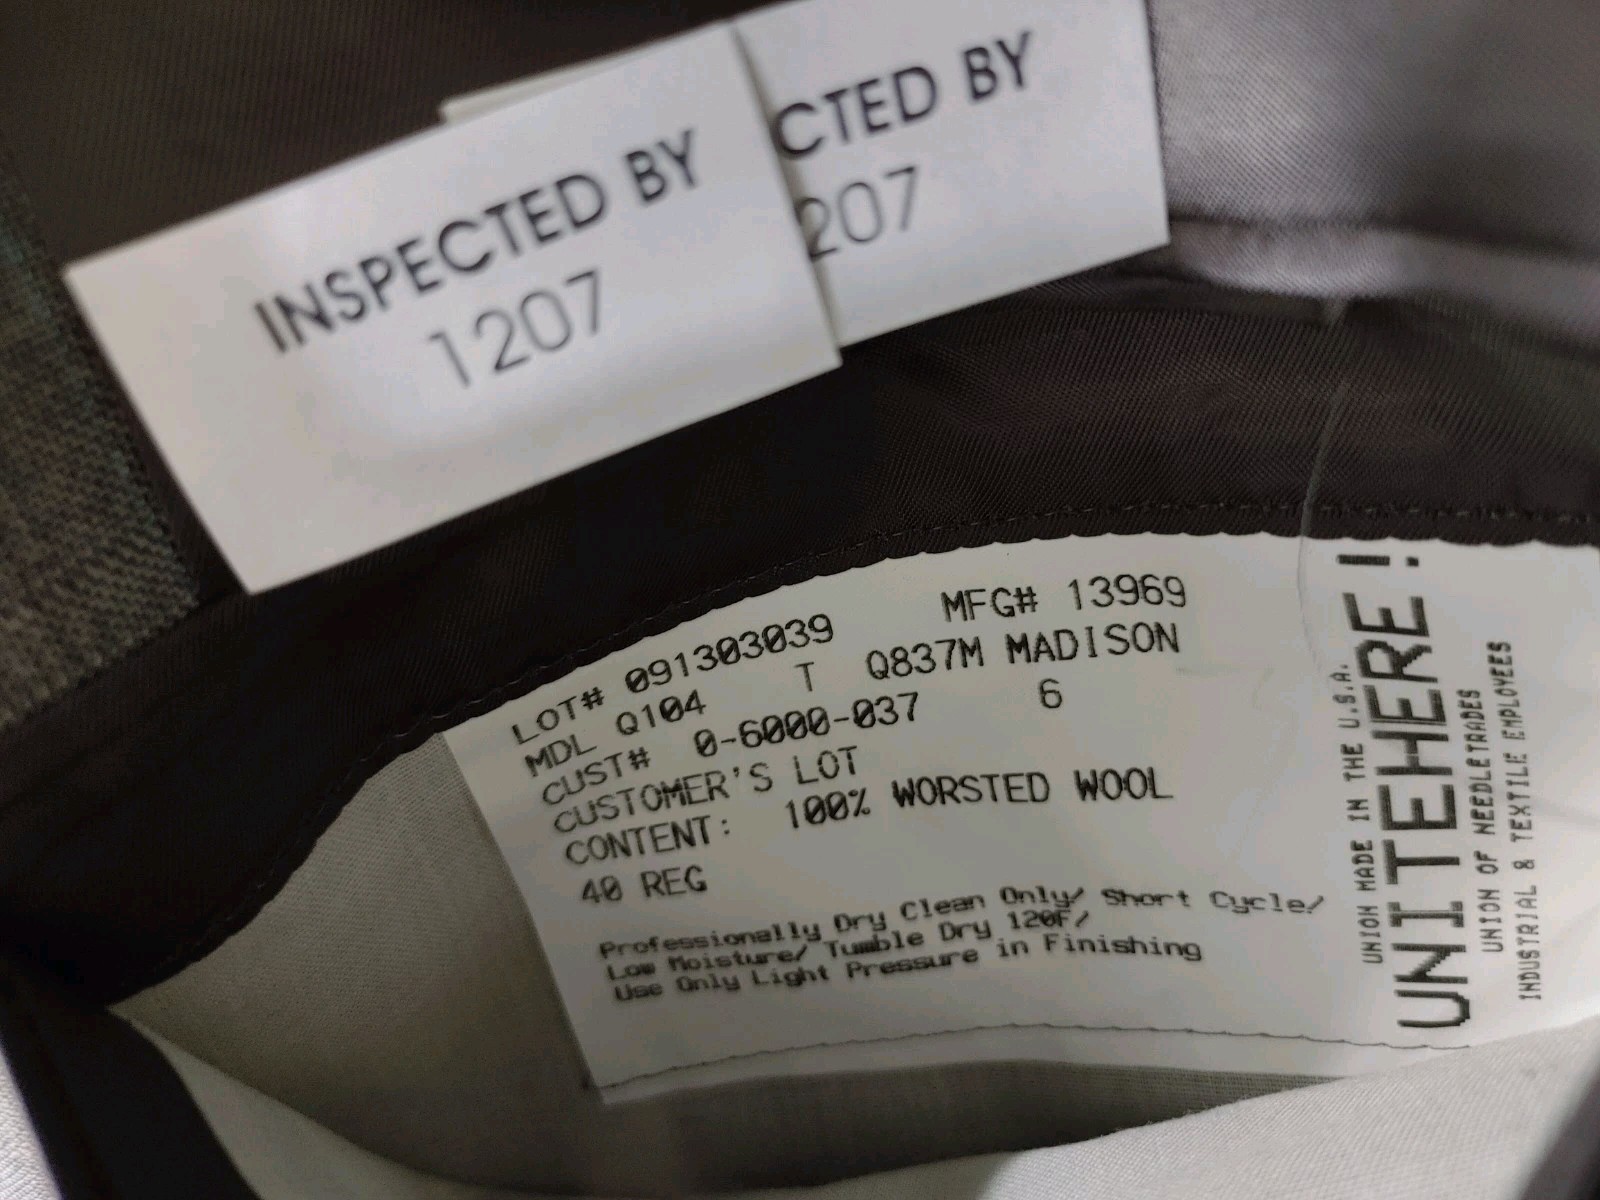 INSPECTED BY
1207
CTED BY
207
LOT# 091303039 MFG# 13969
MDL Q104 T Q837M MADISON
CUST# 0-6000-037 6
CUSTOMER'S LOT
CONTENT: 100% WORSTED WOOL
40 REG
Professionally Dry Clean Only/ Short Cycle/
Low Moisture/ Tumble Dry 120F/
Use Only Light Pressure in Finishing
UNION MADE IN THE U.S.A.
UNITEHERE!
UNION OF NEEDLETRADES
INDUSTRIAL & TEXTILE EMPLOYEES